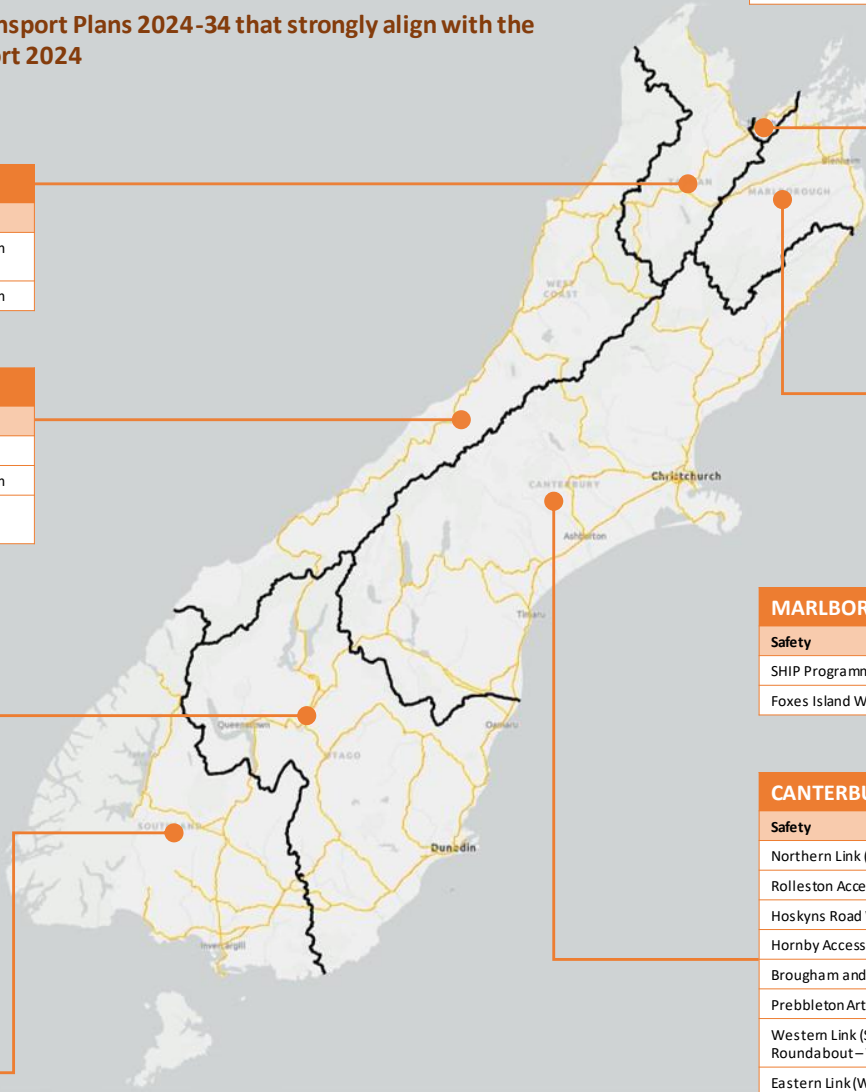 nsport Plans 2024-34 that strongly align with the
rt 2024
n
n
n
WEST
COAST
MARLBOROUGH
Blenheim
CANTERBURY
Christchurch
Ashburton
Timaru
Oamaru
Queenstown
OTAGO
SOUTHLAND
Dunedin
Invercargill
MARLBOR
Safety
SHIP Programm
Foxes Island W
CANTERBU
Safety
Northern Link (
Rolleston Acce
Hoskyns Road
Hornby Access
Brougham and
Prebbleton Art
Western Link (S
Roundabout –
Eastern Link (W